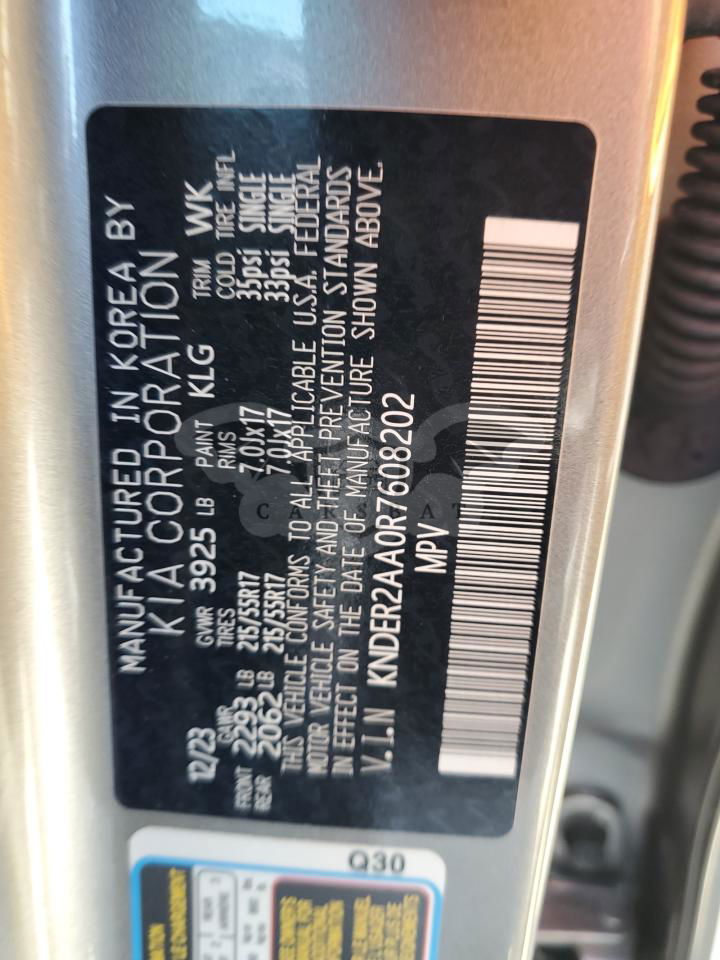 MANUFACTURED IN KOREA BY
KIA CORPORATION
12/23 GVWR 3925 LB PAINT KLG TRIM WK
GAWR TIRES RIMS COLD TIRE INFL
FRONT 2293 LB 215/55R17 7.0Jx17 35psi SINGLE
REAR 2062 LB 215/55R17 7.0Jx17 33psi SINGLE
THIS VEHICLE CONFORMS TO ALL APPLICABLE U.S.A. FEDERAL
MOTOR VEHICLE SAFETY AND THEFT PREVENTION STANDARDS
IN EFFECT ON THE DATE OF MANUFACTURE SHOWN ABOVE.
V.I.N KNDER2AA0R7608202
MPV
Q30